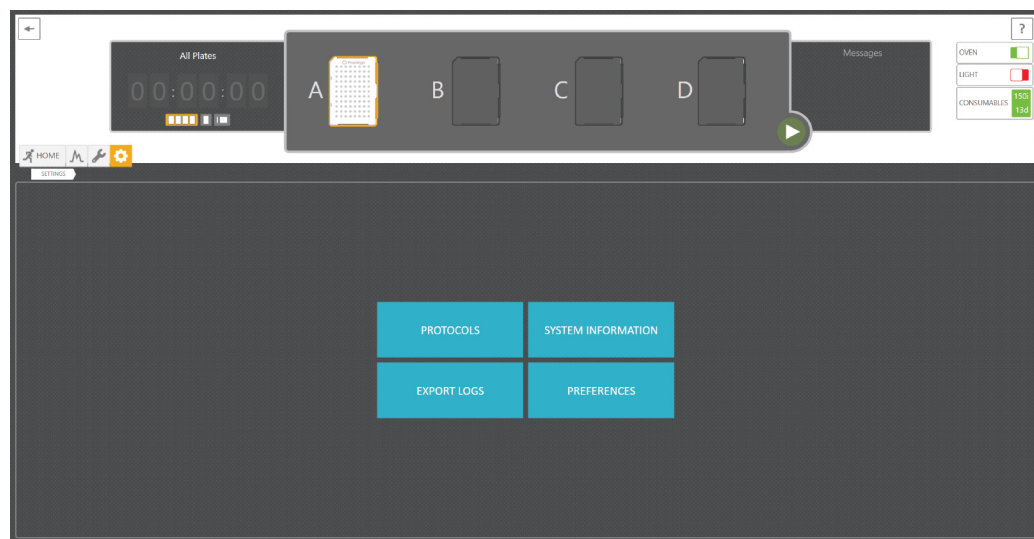 ?
All Plates
00:00:00
A
B
C
D
Messages
OVEN
LIGHT
CONSUMABLES
150i
13d
HOME
SETTINGS
PROTOCOLS
SYSTEM INFORMATION
EXPORT LOGS
PREFERENCES